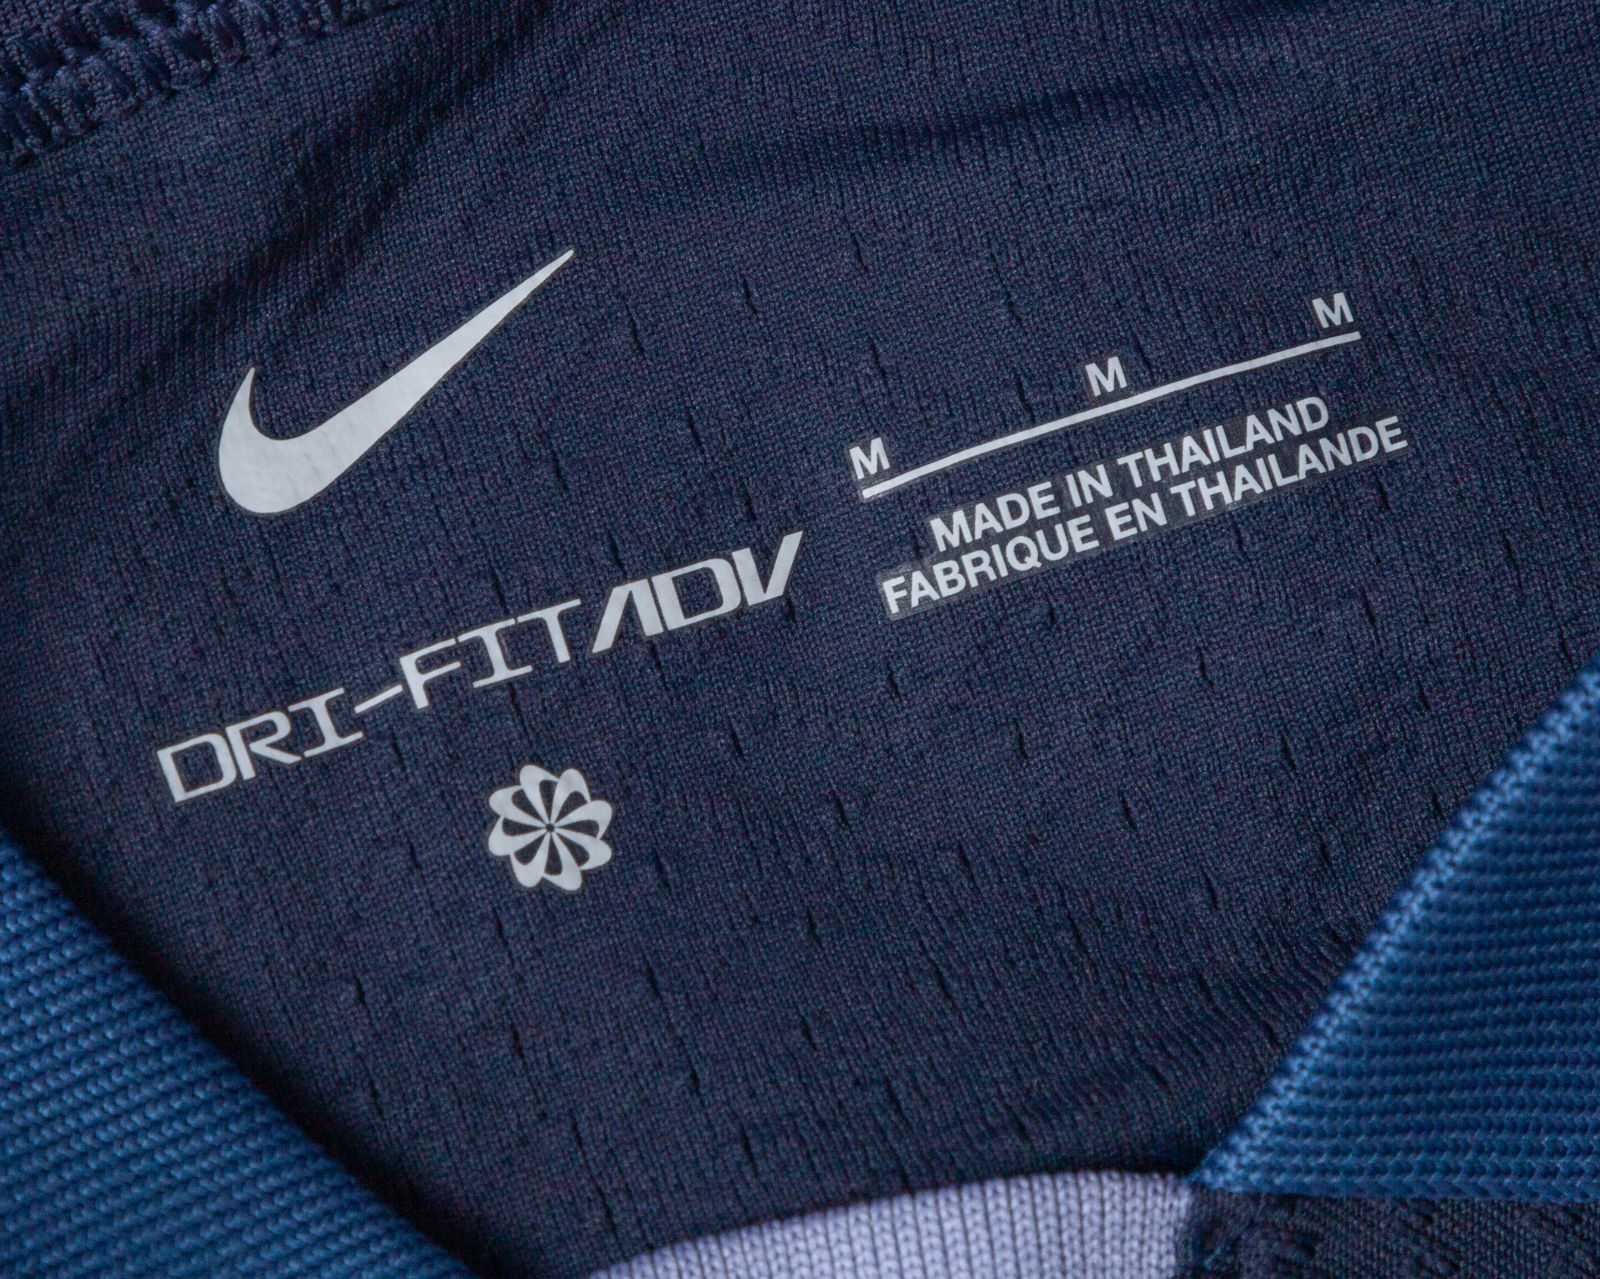 DRI-FIT ADV
M M M
MADE IN THAILAND
FABRIQUE EN THAILANDE